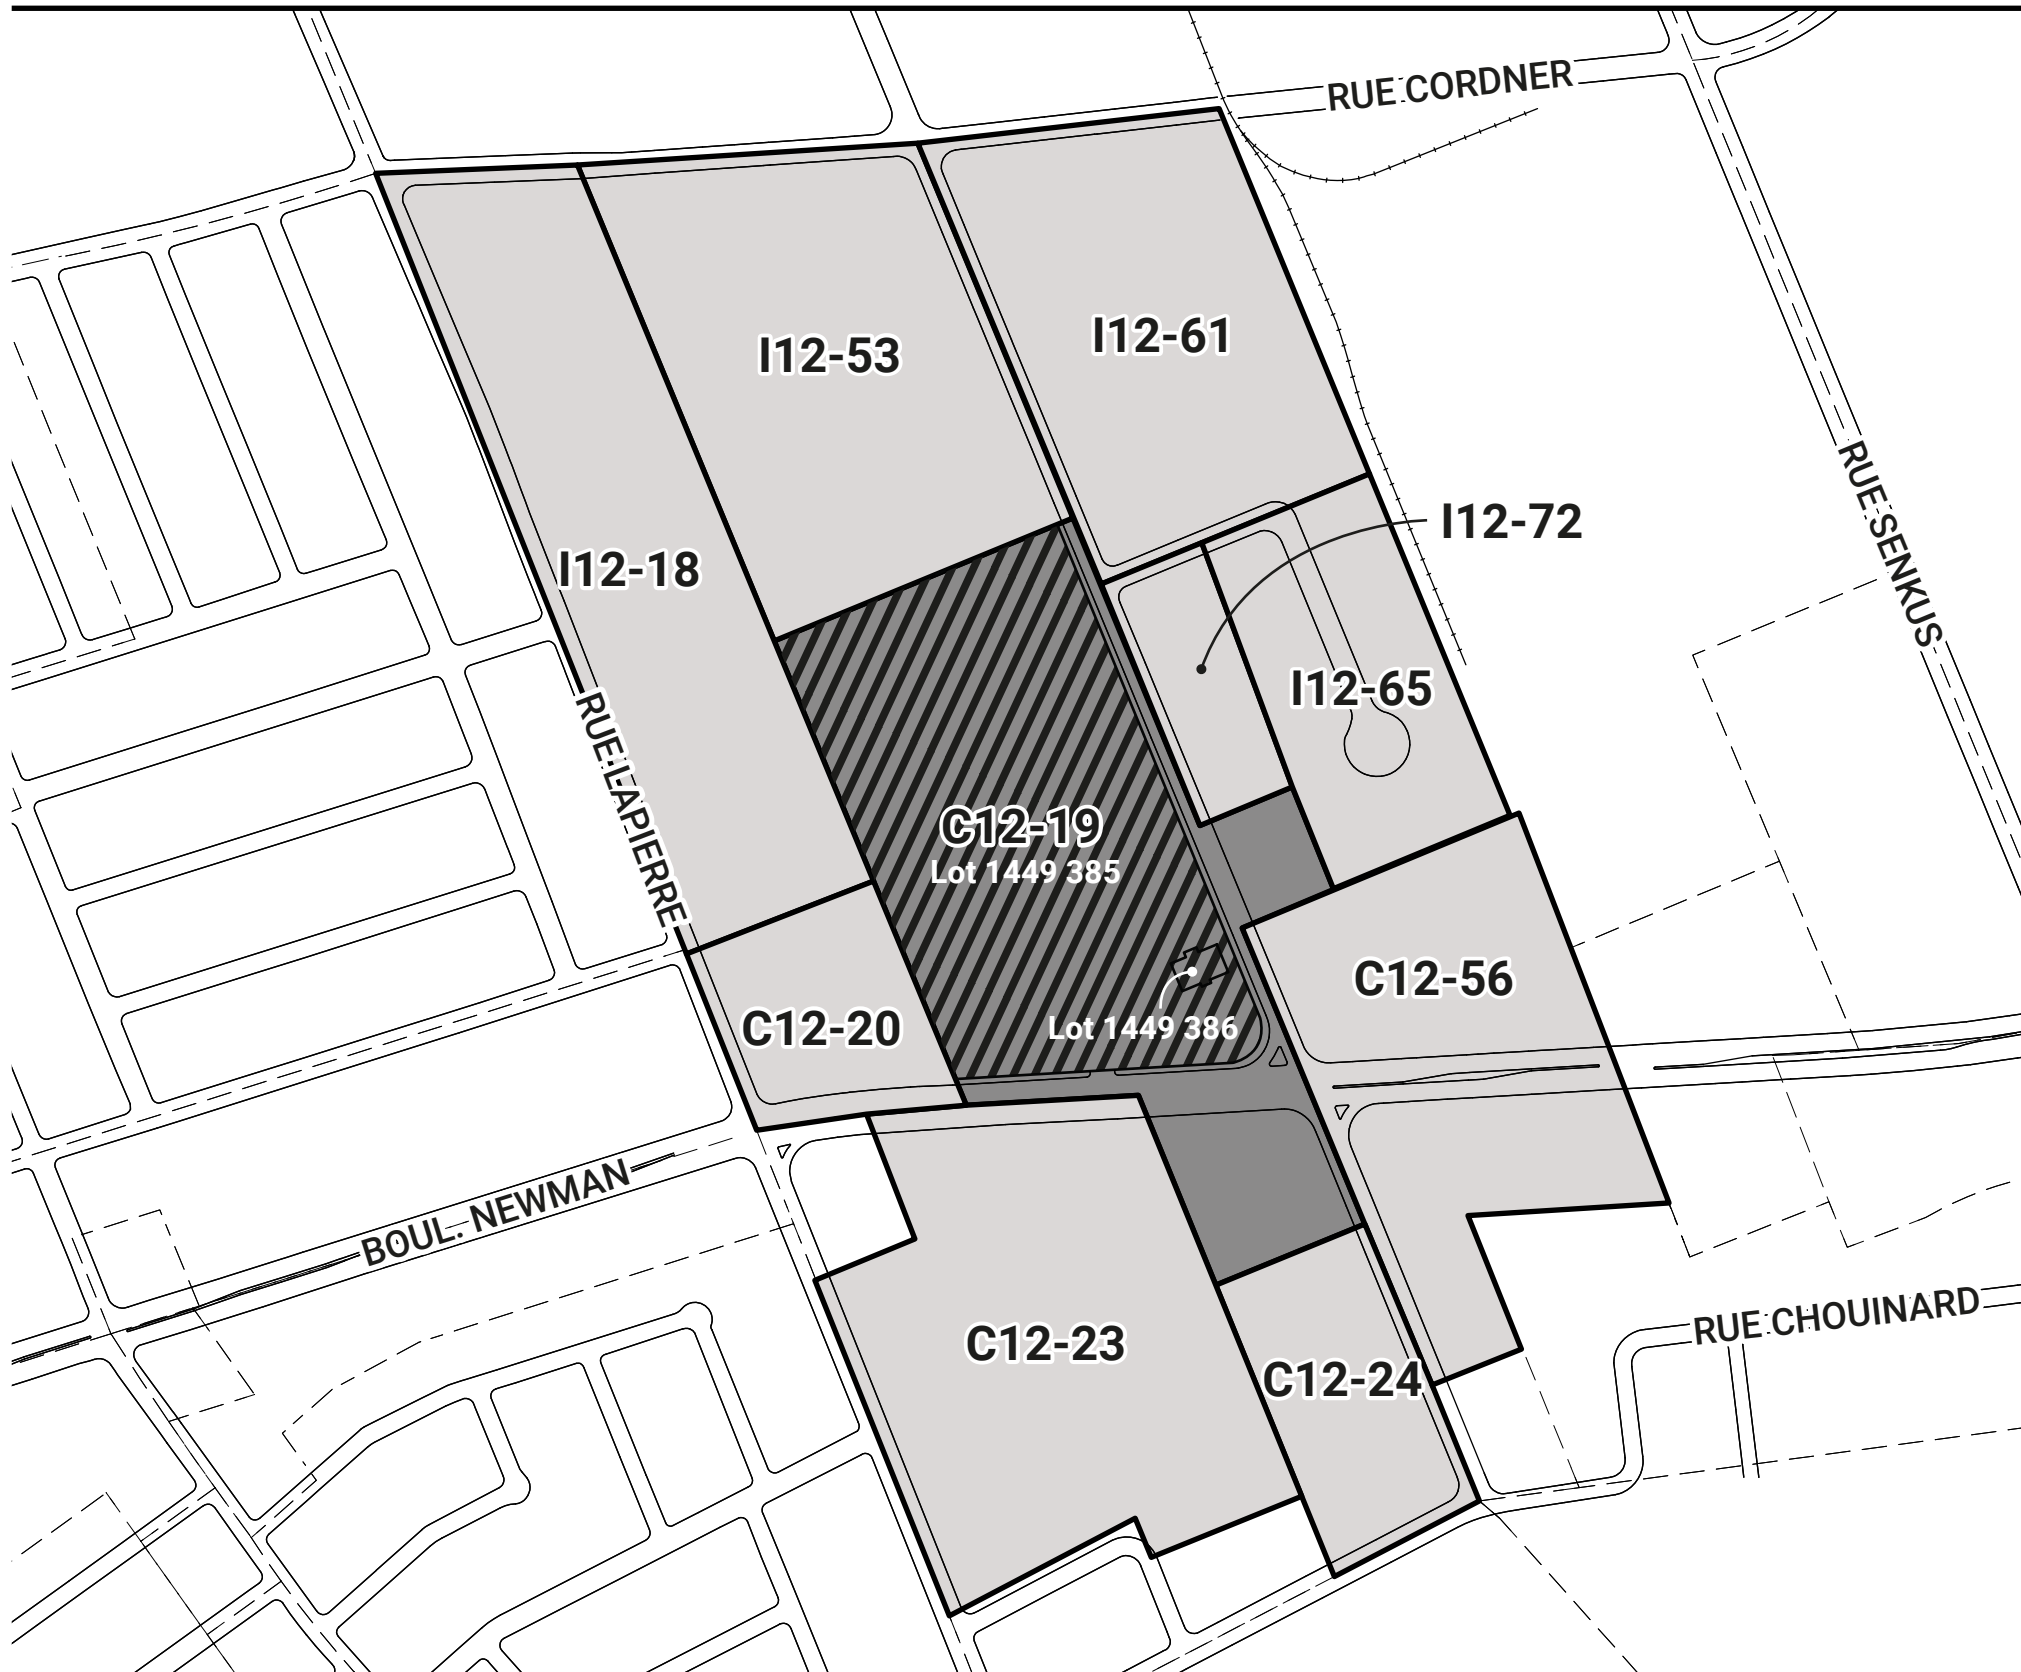 RUE CORDNER
I12-61
I12-53
I12-72
RUE SENKUS
I12-18
I12-65
RUE LAPIERRE
C12-19
Lot 1449 385
C12-56
C12-20
Lot 1449 386
BOUL. NEWMAN
RUE CHOUINARD
C12-23
C12-24